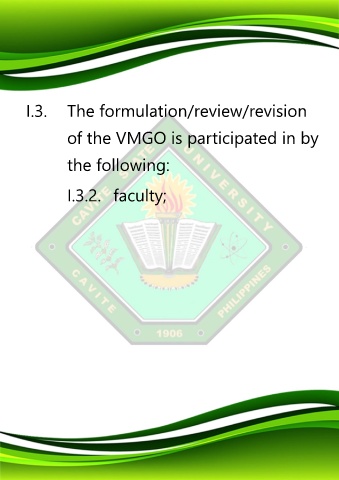 I.3. The formulation/review/revision
of the VMGO is participated in by
the following:
I.3.2. faculty;
CAVITE STATE UNIVERSITY
CAVITE
PHILIPPINES
1906